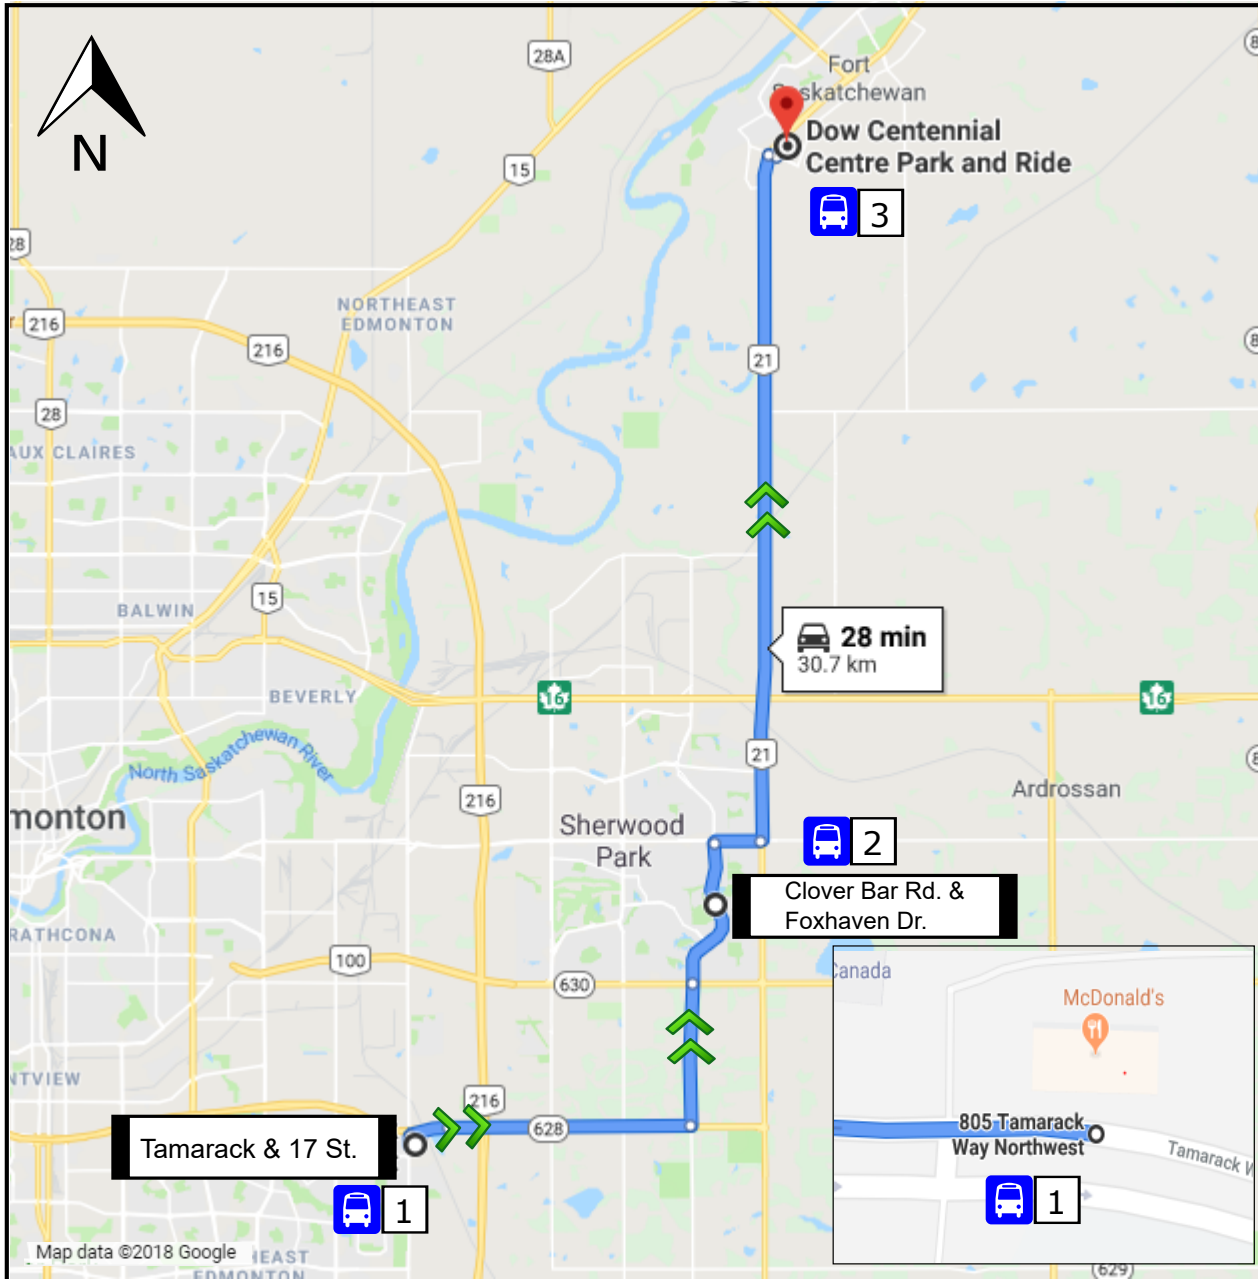 28A
Fort
Saskatchewan
N
Dow Centennial
Centre Park and Ride
15
3
28
NORTHEAST
EDMONTON
216
216
21
28
AUX CLAIRES
15
BALWIN
28 min
30.7 km
BEVERLY
16
16
21
North Saskatchewan River
Ardrossan
216
monton
Sherwood
Park
2
Clover Bar Rd. &
Foxhaven Dr.
RATHCONA
100
630
Canada
McDonald's
NTVIEW
216
628
805 Tamarack
Way Northwest
Tamarack W
Tamarack & 17 St.
1
1
Map data ©2018 Google
HEAST
EDMONTON
629